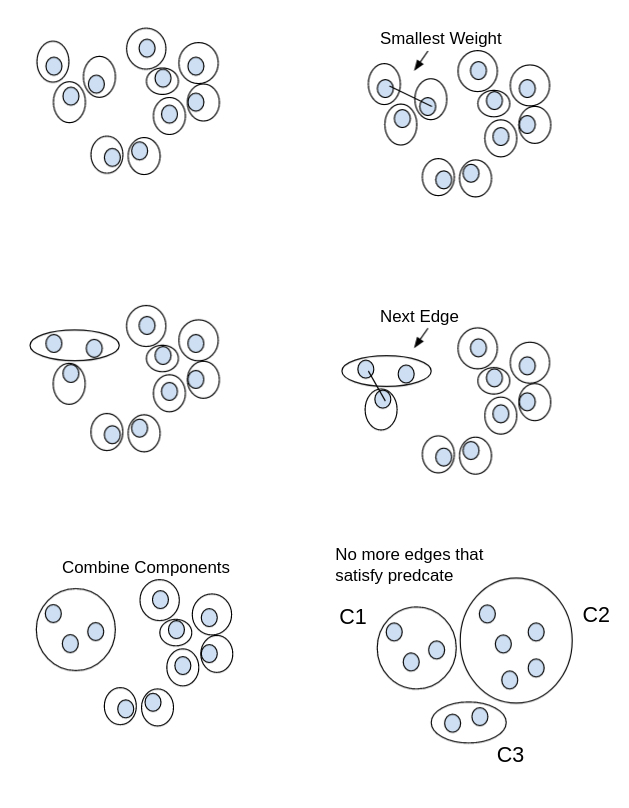 Smallest Weight
Next Edge
Combine Components
No more edges that
satisfy predcate
C1
C2
C3